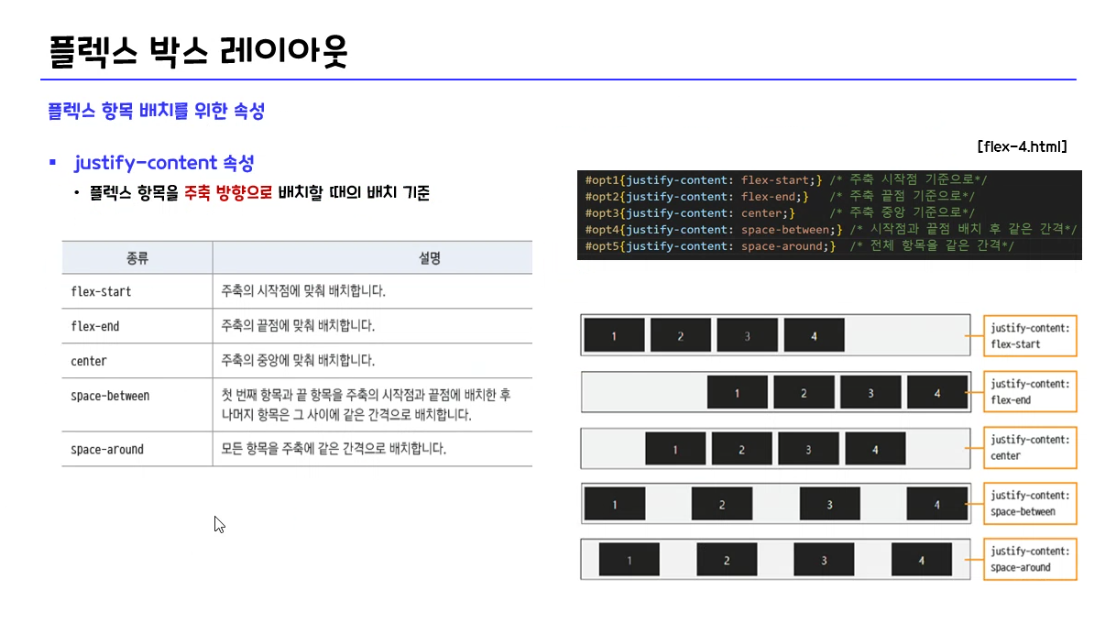 플렉스 박스 레이아웃
플렉스 항목 배치를 위한 속성
▪ justify-content 속성
• 플렉스 항목을 주축 방향으로 배치할 때의 배치 기준
종류 설명
flex-start 주축의 시작점에 맞춰 배치합니다.
flex-end 주축의 끝점에 맞춰 배치합니다.
center 주축의 중앙에 맞춰 배치합니다.
space-between 첫 번째 항목과 끝 항목을 주축의 시작점과 끝점에 배치한 후
나머지 항목은 그 사이에 같은 간격으로 배치합니다.
space-around 모든 항목을 주축에 같은 간격으로 배치합니다.
[flex-4.html]
#opt1{justify-content: flex-start;} /* 주축 시작점 기준으로*/
#opt2{justify-content: flex-end;} /* 주축 끝점 기준으로*/
#opt3{justify-content: center;} /* 주축 중앙 기준으로*/
#opt4{justify-content: space-between;} /* 시작점과 끝점 배치 후 같은 간격*/
#opt5{justify-content: space-around;} /* 전체 항목을 같은 간격*/
1 2 3 4
justify-content:
flex-start
1 2 3 4
justify-content:
flex-end
1 2 3 4
justify-content:
center
1 2 3 4
justify-content:
space-between
1 2 3 4
justify-content:
space-around